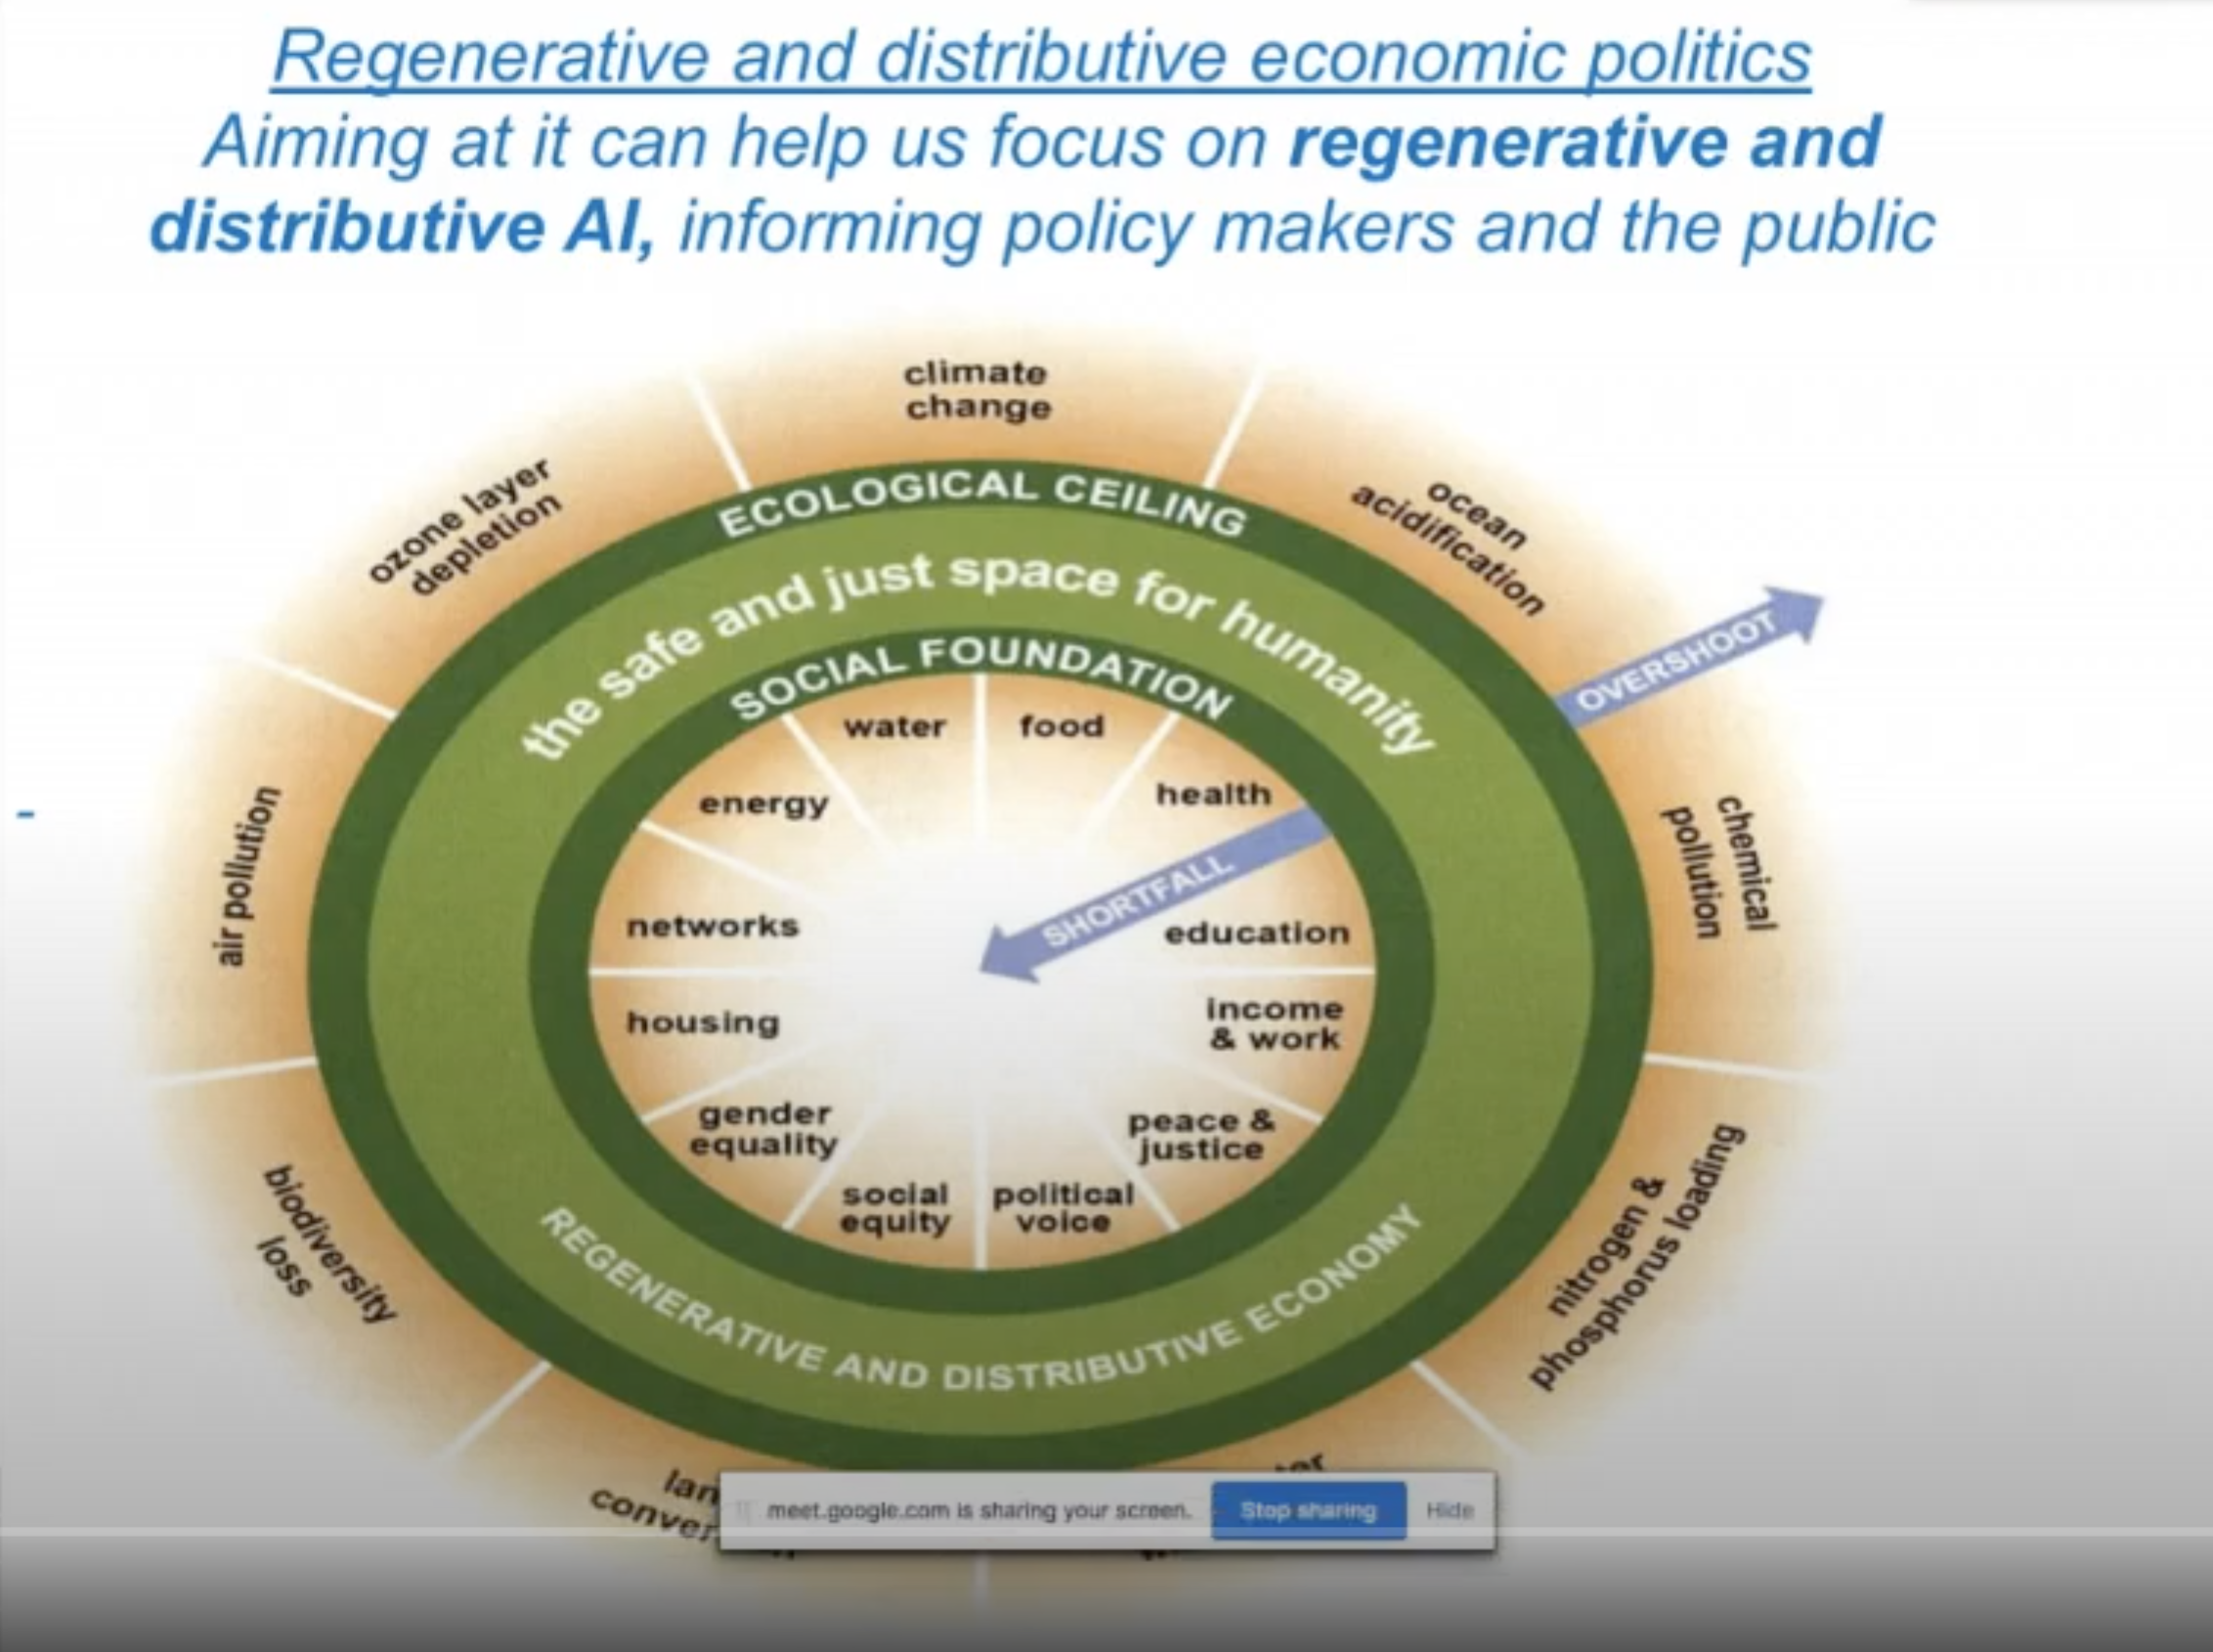 Regenerative and distributive economic politics
Aiming at it can help us focus on regenerative and
distributive AI, informing policy makers and the public
climate
change
ozone layer
depletion
ocean
acidification
ECOLOGICAL CEILING
the safe and just space for humanity
OVERSHOOT
SOCIAL FOUNDATION
water
food
energy
health
SHORTFALL
air pollution
chemical
pollution
networks
education
housing
income
& work
gender
equality
peace &
justice
social
equity
political
voice
biodiversity
loss
nitrogen &
phosphorus loading
REGENERATIVE AND DISTRIBUTIVE ECONOMY
meet.google.com is sharing your screen.
Stop sharing
Hide